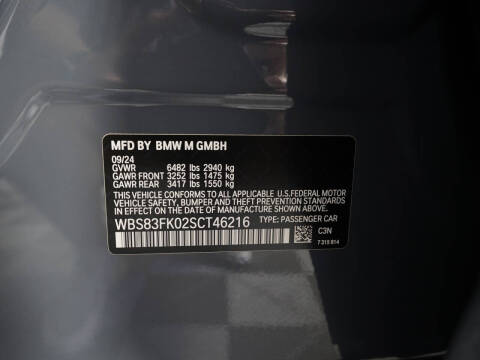 MFD BY BMW M GMBH
09/24
GVWR 6482 lbs 2940 kg
GAWR FRONT 3252 lbs 1475 kg
GAWR REAR 3417 lbs 1550 kg
THIS VEHICLE CONFORMS TO ALL APPLICABLE U.S.FEDERAL MOTOR
VEHICLE SAFETY, BUMPER, AND THEFT PREVENTION
STANDARDS IN EFFECT ON THE DATE OF MANUFACTURE SHOWN ABOVE.
WBS83FK02SCT46216 TYPE: PASSENGER CAR
C3N
7 315 814